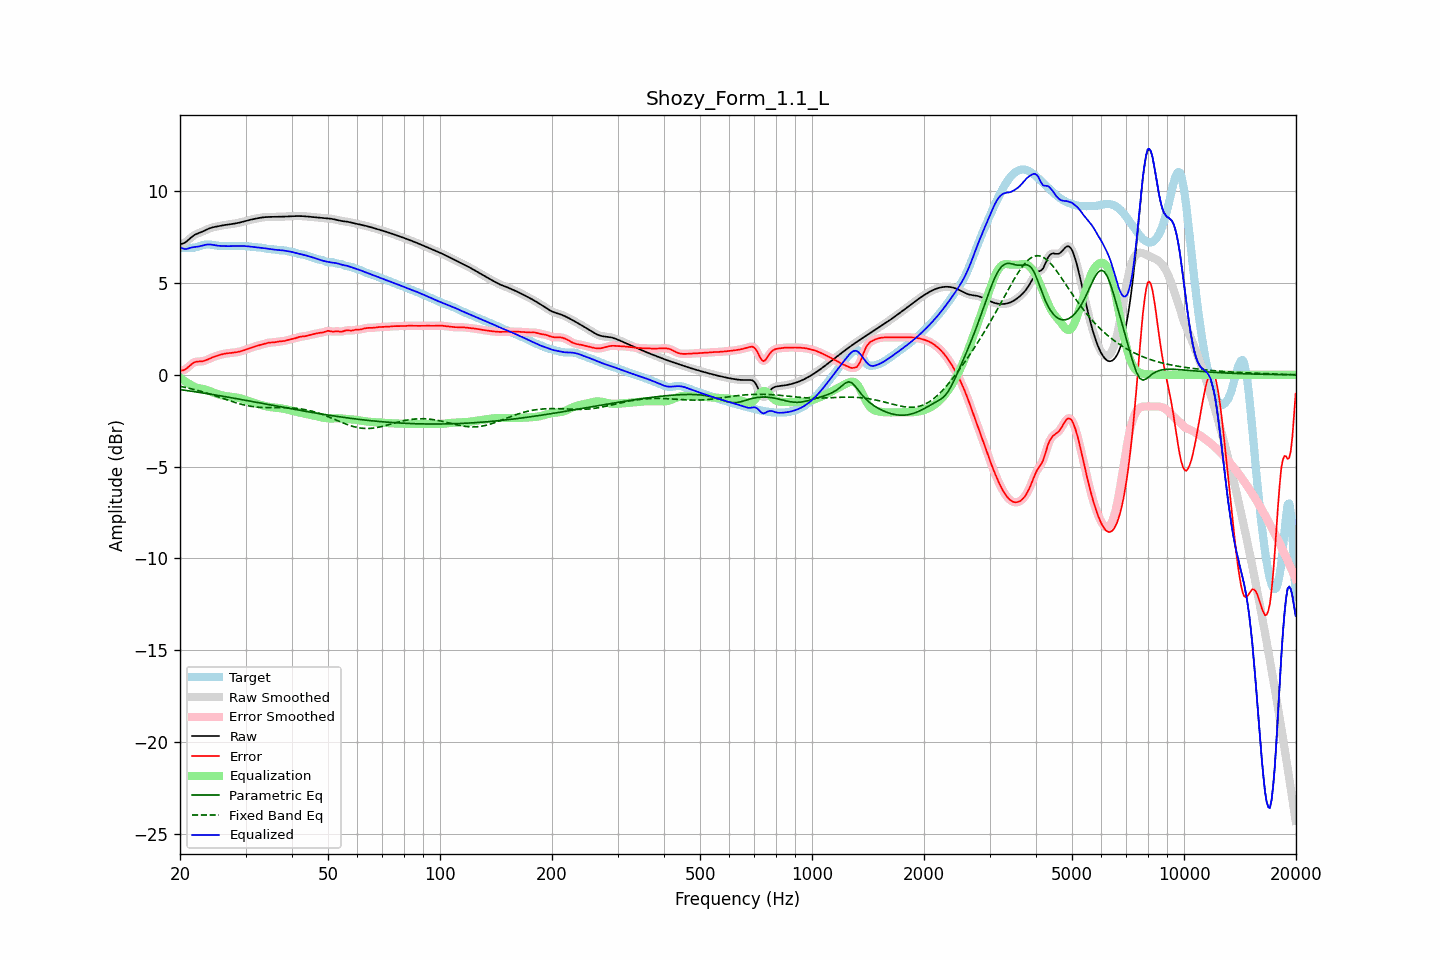 Shozy_Form_1.1_L
Amplitude (dBr)
10
5
0
−5
−10
−15
−20
−25
Target
Raw Smoothed
Error Smoothed
Raw
Error
Equalization
Parametric Eq
Fixed Band Eq
Equalized
20 50 100 200 500 1000 2000 5000 10000 20000
Frequency (Hz)